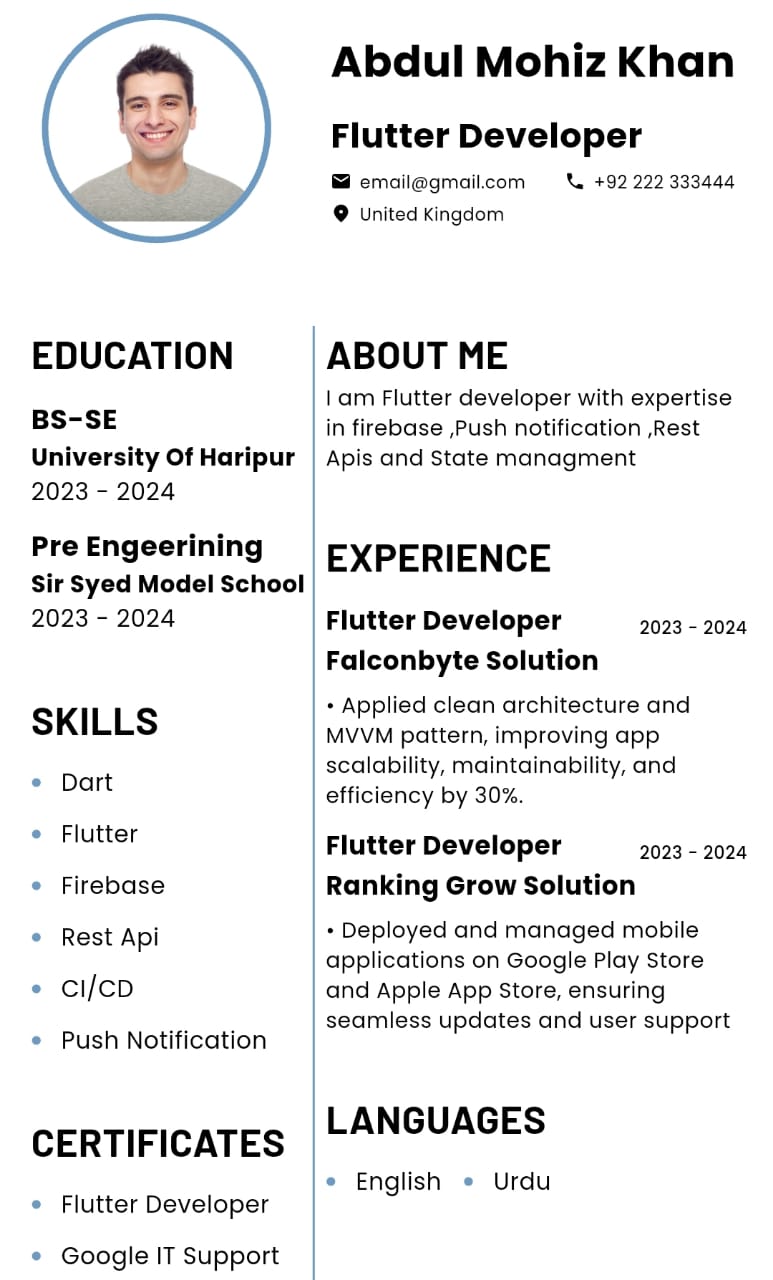 Abdul Mohiz Khan
Flutter Developer
email@gmail.com +92 222 333444
United Kingdom
EDUCATION
BS-SE
University Of Haripur
2023 - 2024
Pre Engeerining
Sir Syed Model School
2023 - 2024
SKILLS
• Dart
• Flutter
• Firebase
• Rest Api
• CI/CD
• Push Notification
CERTIFICATES
• Flutter Developer
• Google IT Support
ABOUT ME
I am Flutter developer with expertise
in firebase ,Push notification ,Rest
Apis and State managment
EXPERIENCE
Flutter Developer 2023 - 2024
Falconbyte Solution
• Applied clean architecture and
MVVM pattern, improving app
scalability, maintainability, and
efficiency by 30%.
Flutter Developer 2023 - 2024
Ranking Grow Solution
• Deployed and managed mobile
applications on Google Play Store
and Apple App Store, ensuring
seamless updates and user support
LANGUAGES
• English • Urdu